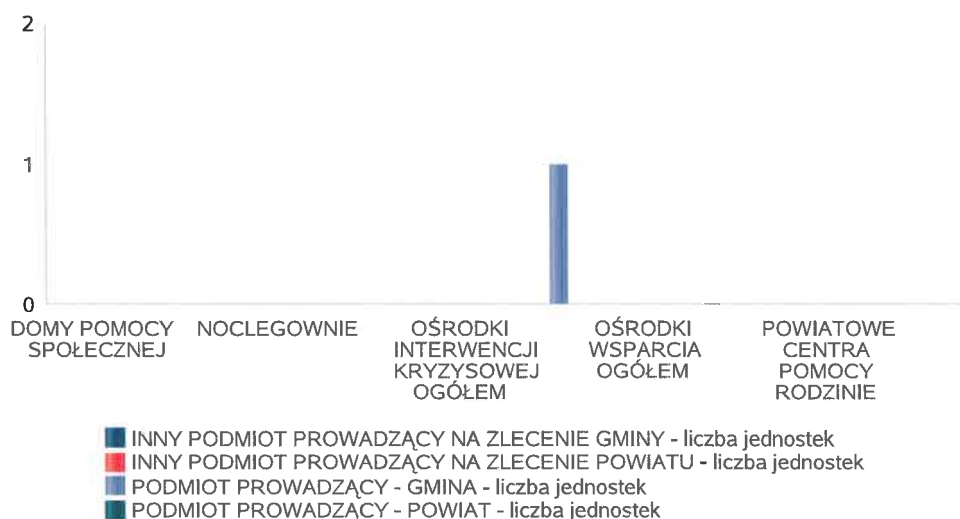 2
1
0
DOMY POMOCY SPOŁECZNEJ
NOCLEGOWNIE
OŚRODKI INTERWENCJI KRYZYSOWEJ OGÓŁEM
OŚRODKI WSPARCIA OGÓŁEM
POWIATOWE CENTRA POMOCY RODZINIE
INNY PODMIOT PROWADZĄCY NA ZLECENIE GMINY - liczba jednostek
INNY PODMIOT PROWADZĄCY NA ZLECENIE POWIATU - liczba jednostek
PODMIOT PROWADZĄCY - GMINA - liczba jednostek
PODMIOT PROWADZĄCY - POWIAT - liczba jednostek